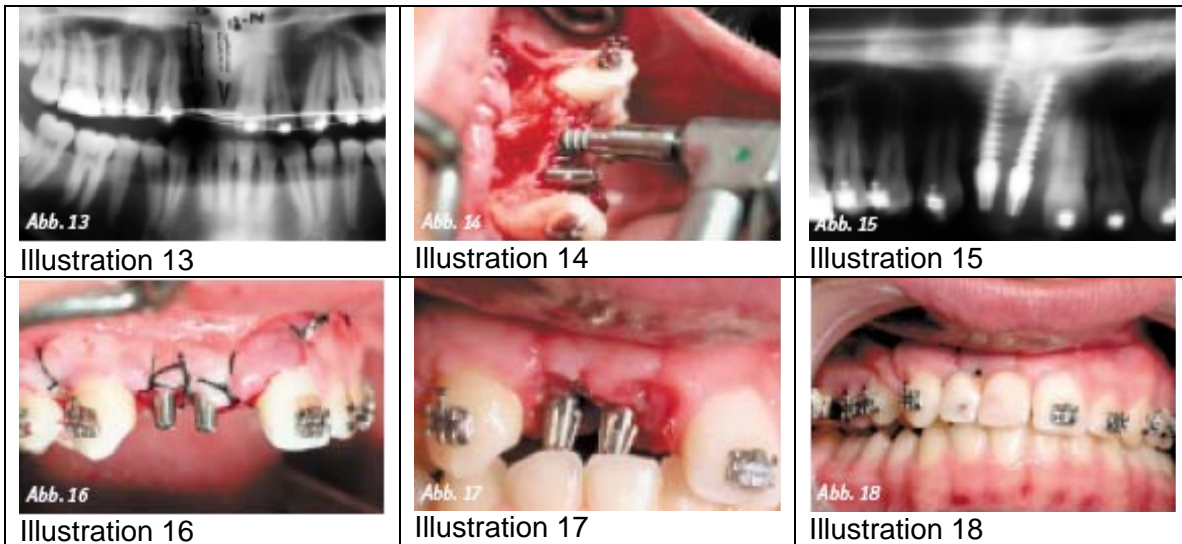 Abb. 13
Illustration 13
Abb. 14
Illustration 14
Abb. 15
Illustration 15
Abb. 16
Illustration 16
Abb. 17
Illustration 17
Abb. 18
Illustration 18